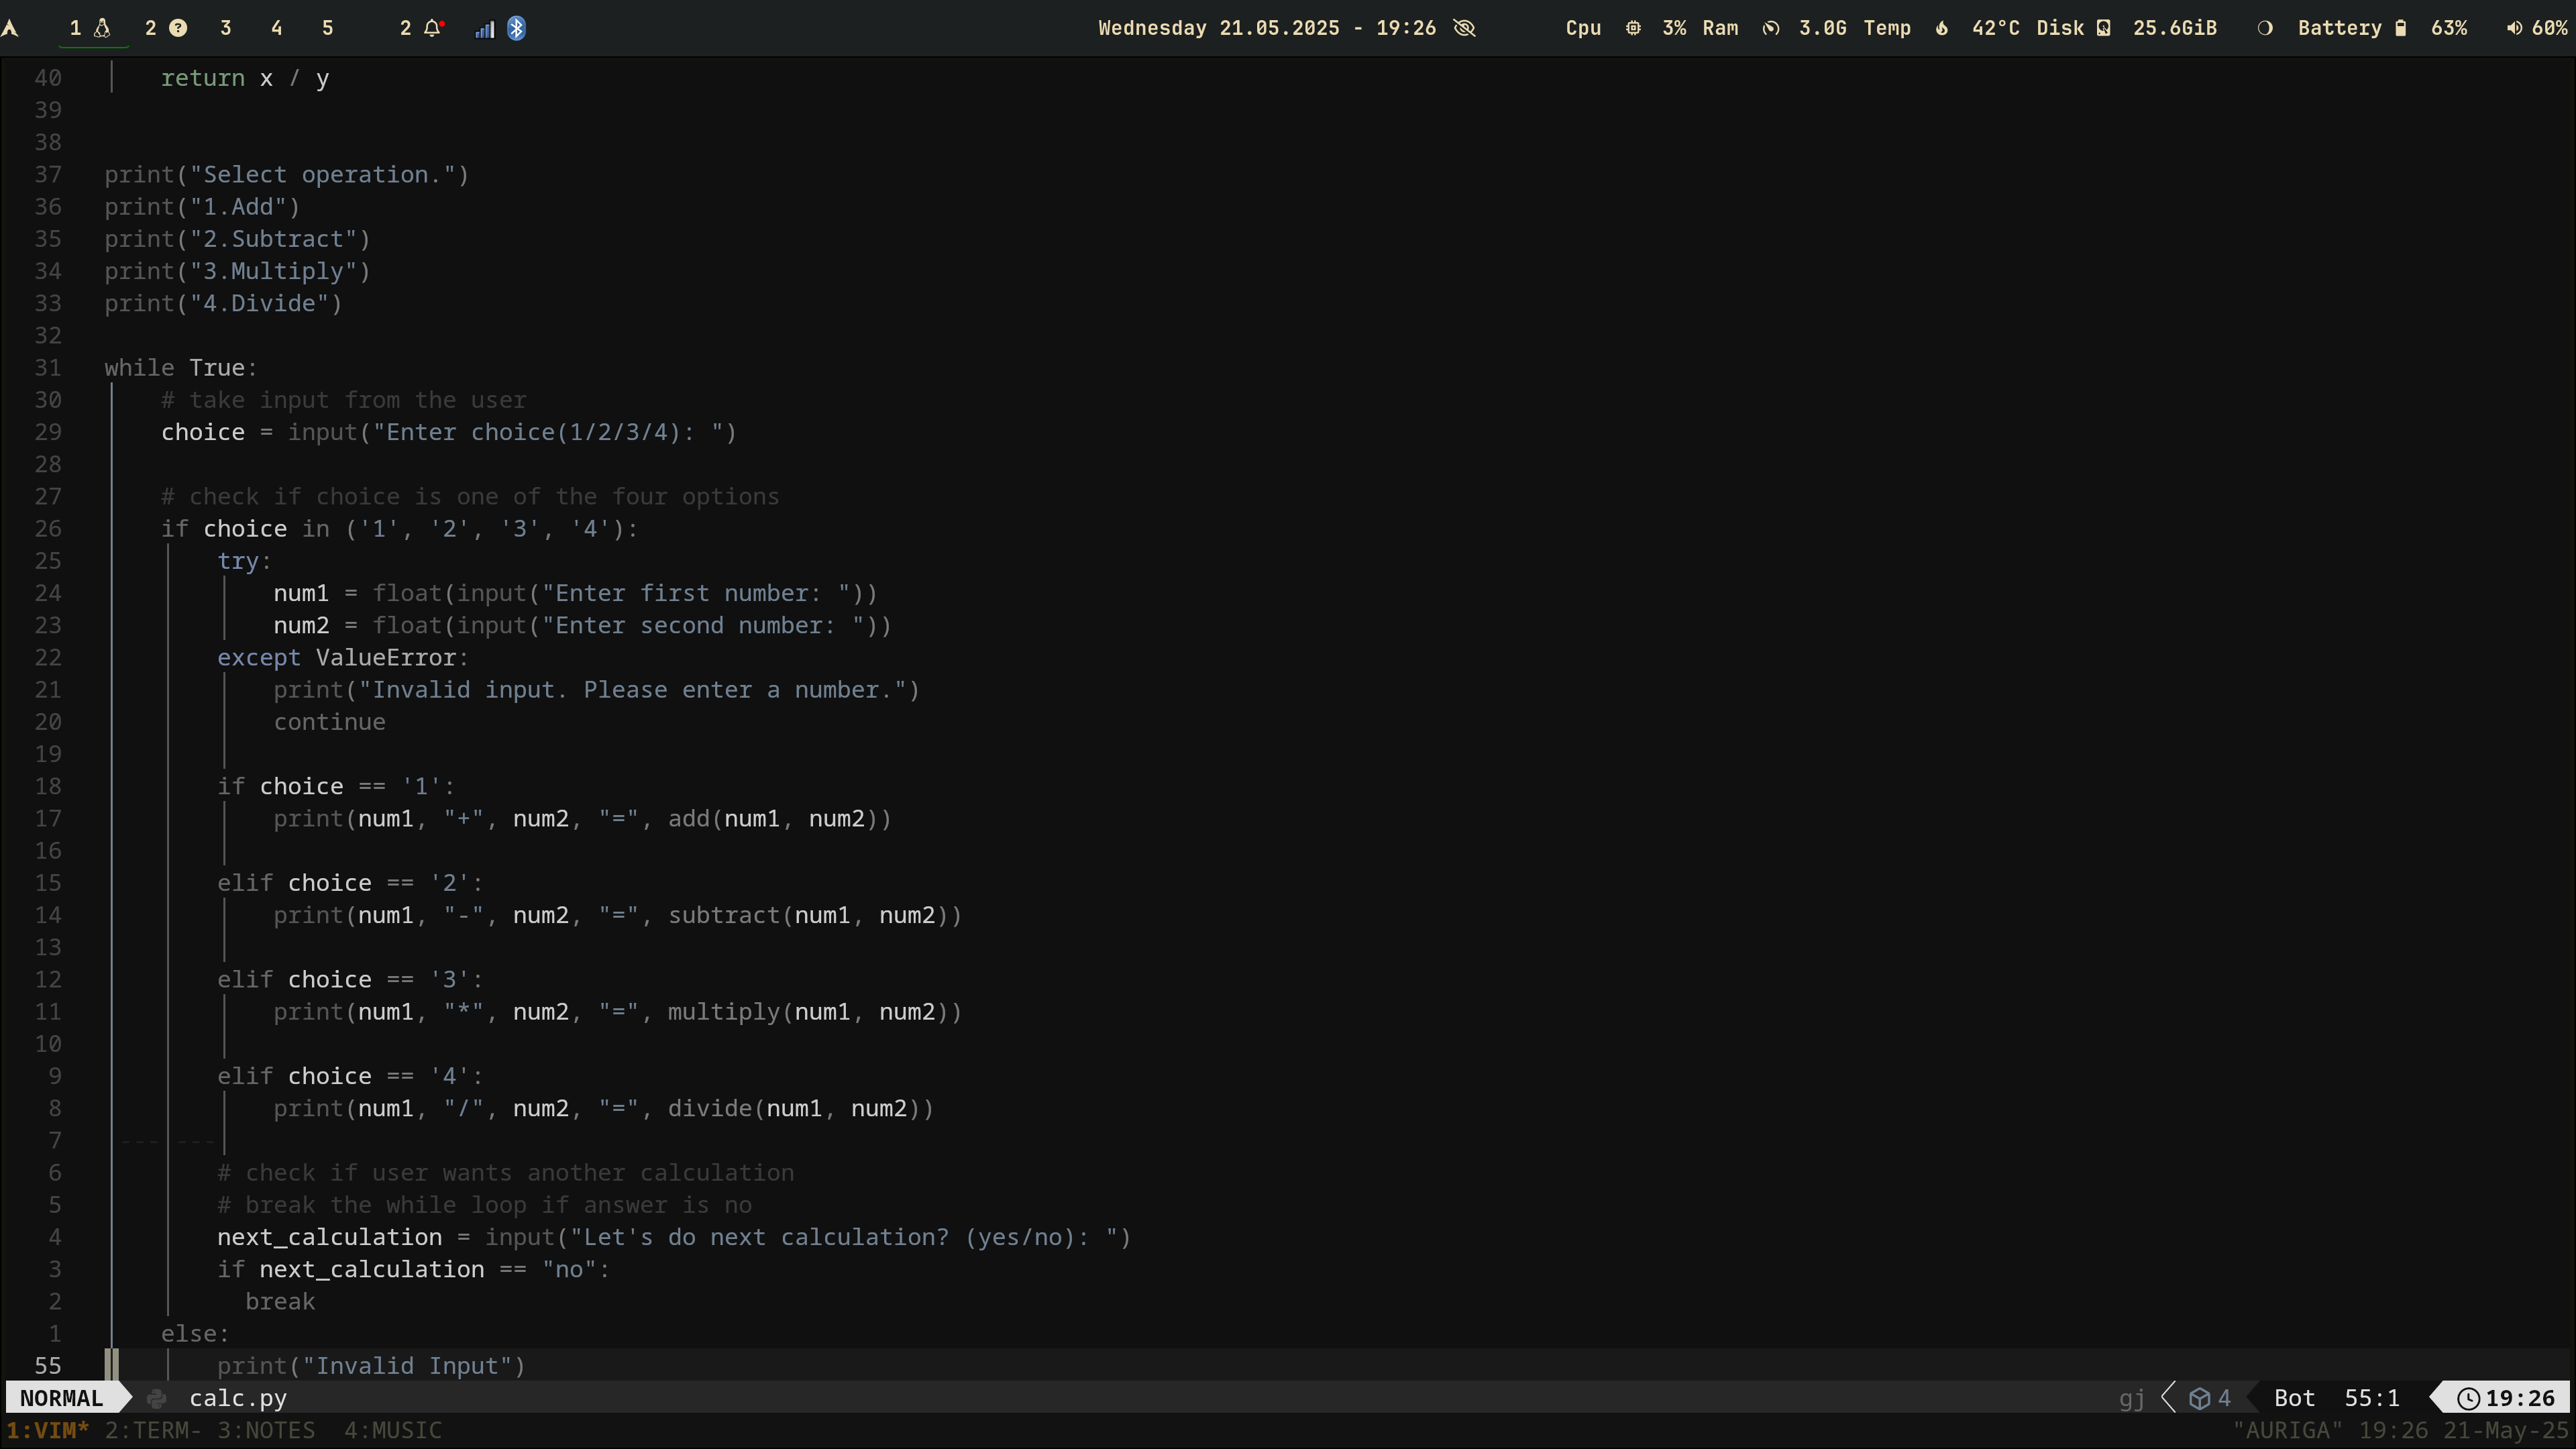 1 2 3 4 5 2 Wednesday 21.05.2025 - 19:26 Cpu 3% Ram 3.0G Temp 42°C Disk 25.6GiB Battery 63% 60%
40     return x / y
39
38
37 print("Select operation.")
36 print("1.Add")
35 print("2.Subtract")
34 print("3.Multiply")
33 print("4.Divide")
32
31 while True:
30     # take input from the user
29     choice = input("Enter choice(1/2/3/4): ")
28
27     # check if choice is one of the four options
26     if choice in ('1', '2', '3', '4'):
25         try:
24             num1 = float(input("Enter first number: "))
23             num2 = float(input("Enter second number: "))
22         except ValueError:
21             print("Invalid input. Please enter a number.")
20             continue
19
18         if choice == '1':
17             print(num1, "+", num2, "=", add(num1, num2))
16
15         elif choice == '2':
14             print(num1, "-", num2, "=", subtract(num1, num2))
13
12         elif choice == '3':
11             print(num1, "*", num2, "=", multiply(num1, num2))
10
9         elif choice == '4':
8             print(num1, "/", num2, "=", divide(num1, num2))
7 --- ---
6         # check if user wants another calculation
5         # break the while loop if answer is no
4         next_calculation = input("Let's do next calculation? (yes/no): ")
3         if next_calculation == "no":
2           break
1     else:
55         print("Invalid Input")
NORMAL calc.py gj 4 Bot 55:1 19:26
1:VIM* 2:TERM- 3:NOTES 4:MUSIC "AURIGA" 19:26 21-May-25